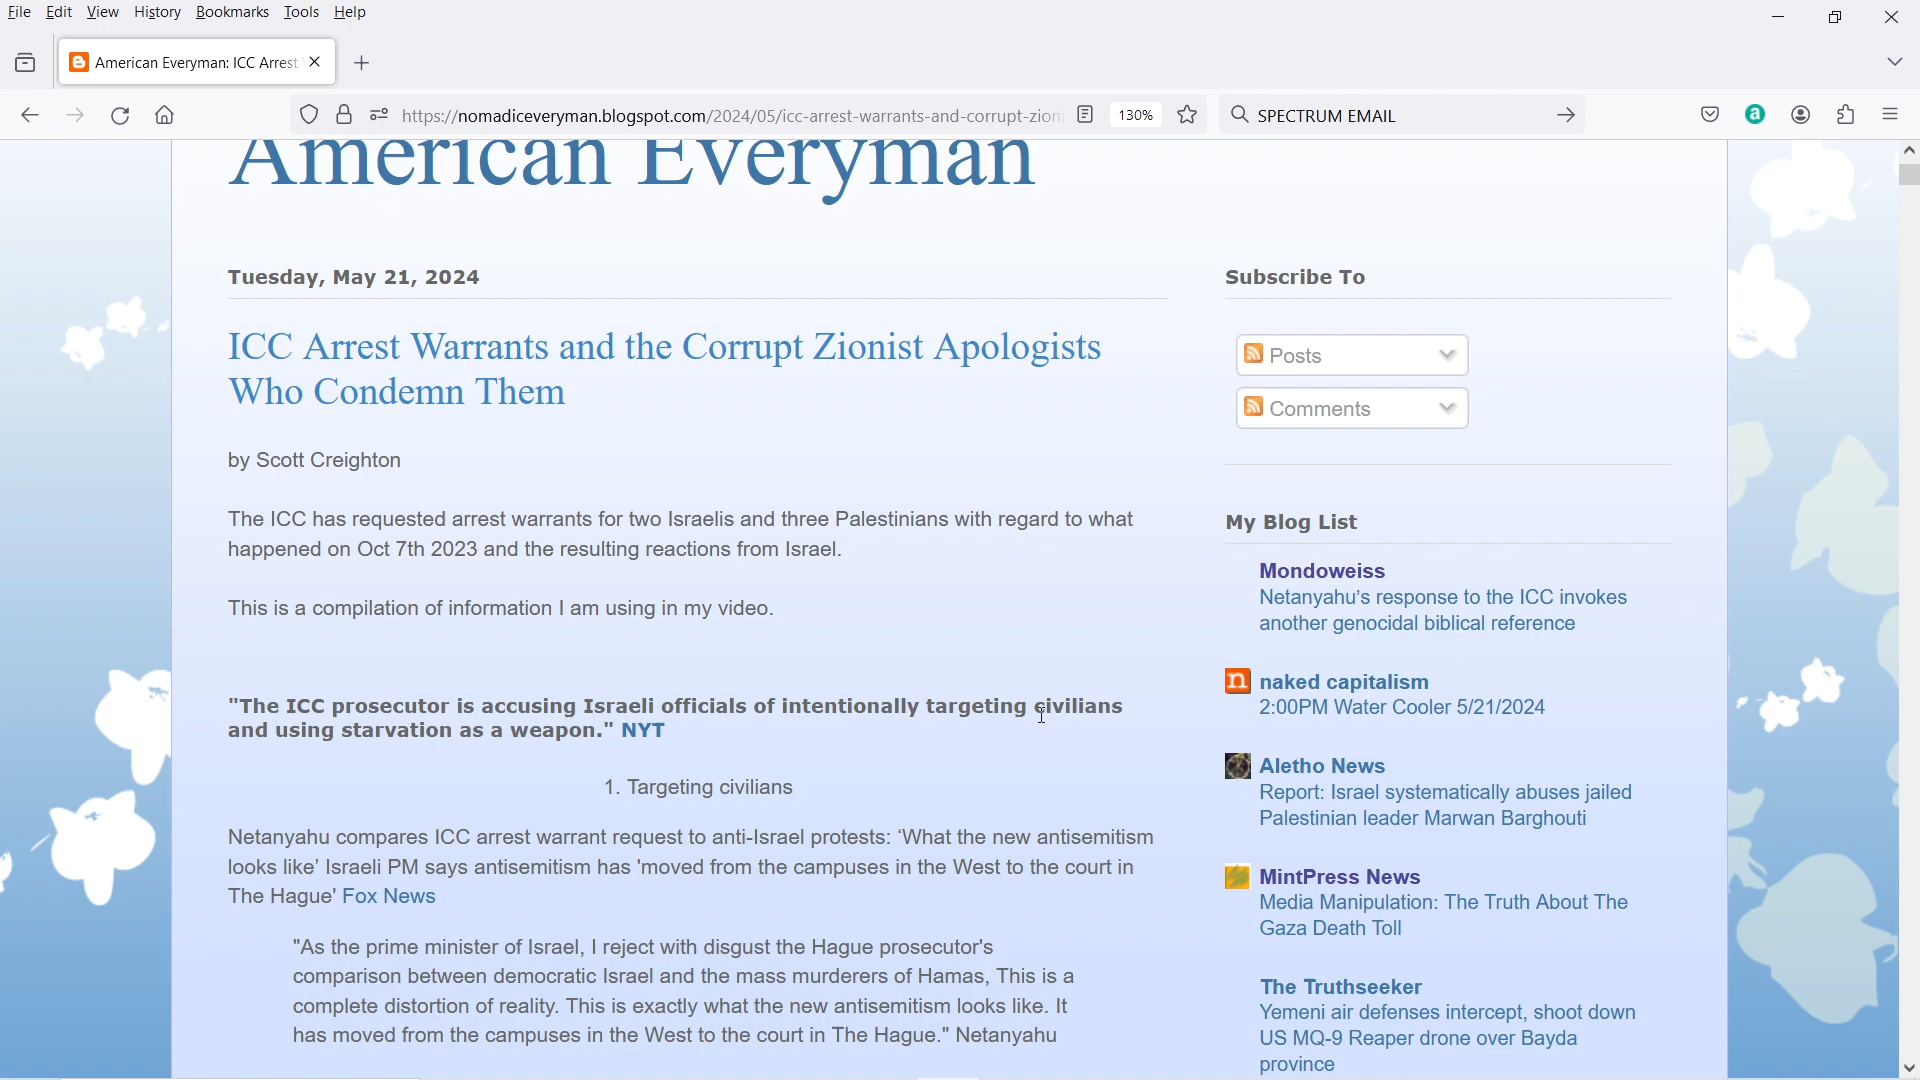 File Edit View History Bookmarks Tools Help
American Everyman: ICC Arrest
https://nomadiceveryman.blogspot.com/2024/05/icc-arrest-warrants-and-corrupt-zion
130%
SPECTRUM EMAIL
American Everyman
Tuesday, May 21, 2024
ICC Arrest Warrants and the Corrupt Zionist Apologists
Who Condemn Them
by Scott Creighton
The ICC has requested arrest warrants for two Israelis and three Palestinians with regard to what
happened on Oct 7th 2023 and the resulting reactions from Israel.
This is a compilation of information I am using in my video.
"The ICC prosecutor is accusing Israeli officials of intentionally targeting civilians
and using starvation as a weapon." NYT
1. Targeting civilians
Netanyahu compares ICC arrest warrant request to anti-Israel protests: ‘What the new antisemitism
looks like’ Israeli PM says antisemitism has 'moved from the campuses in the West to the court in
The Hague' Fox News
"As the prime minister of Israel, I reject with disgust the Hague prosecutor's
comparison between democratic Israel and the mass murderers of Hamas, This is a
complete distortion of reality. This is exactly what the new antisemitism looks like. It
has moved from the campuses in the West to the court in The Hague." Netanyahu
Subscribe To
Posts
Comments
My Blog List
Mondoweiss
Netanyahu’s response to the ICC invokes
another genocidal biblical reference
naked capitalism
2:00PM Water Cooler 5/21/2024
Aletho News
Report: Israel systematically abuses jailed
Palestinian leader Marwan Barghouti
MintPress News
Media Manipulation: The Truth About The
Gaza Death Toll
The Truthseeker
Yemeni air defenses intercept, shoot down
US MQ-9 Reaper drone over Bayda
province